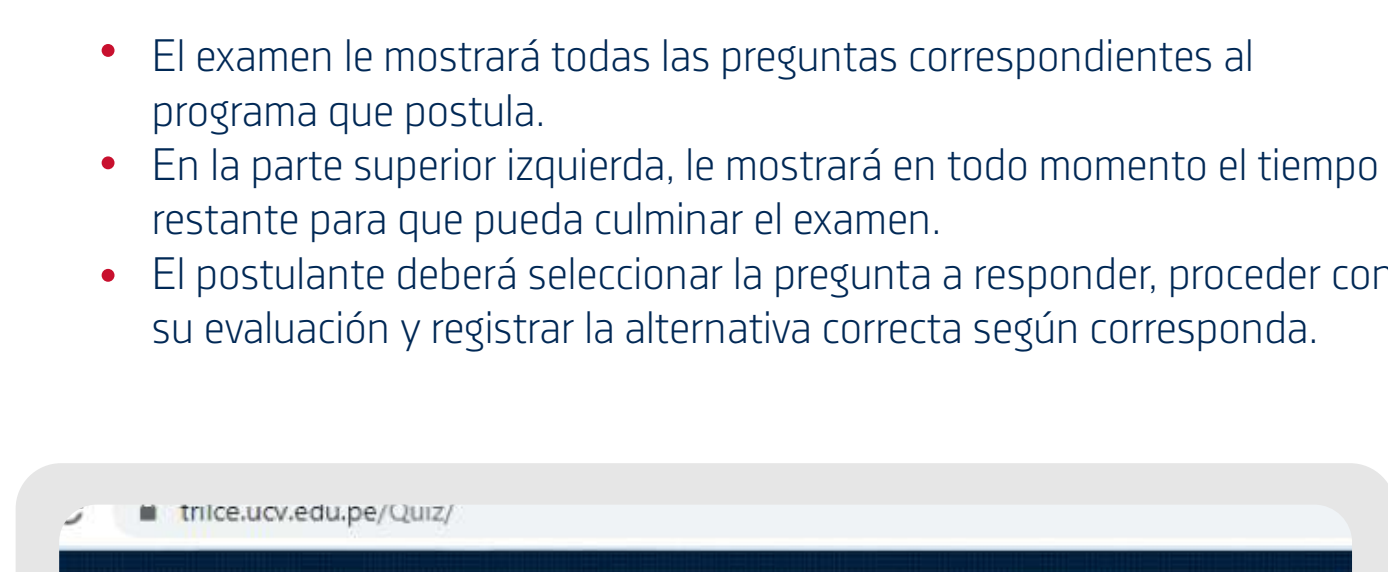 • El examen le mostrará todas las preguntas correspondientes al
programa que postula.
• En la parte superior izquierda, le mostrará en todo momento el tiempo
restante para que pueda culminar el examen.
• El postulante deberá seleccionar la pregunta a responder, proceder con
su evaluación y registrar la alternativa correcta según corresponda.
trilce.ucv.edu.pe/Quiz/